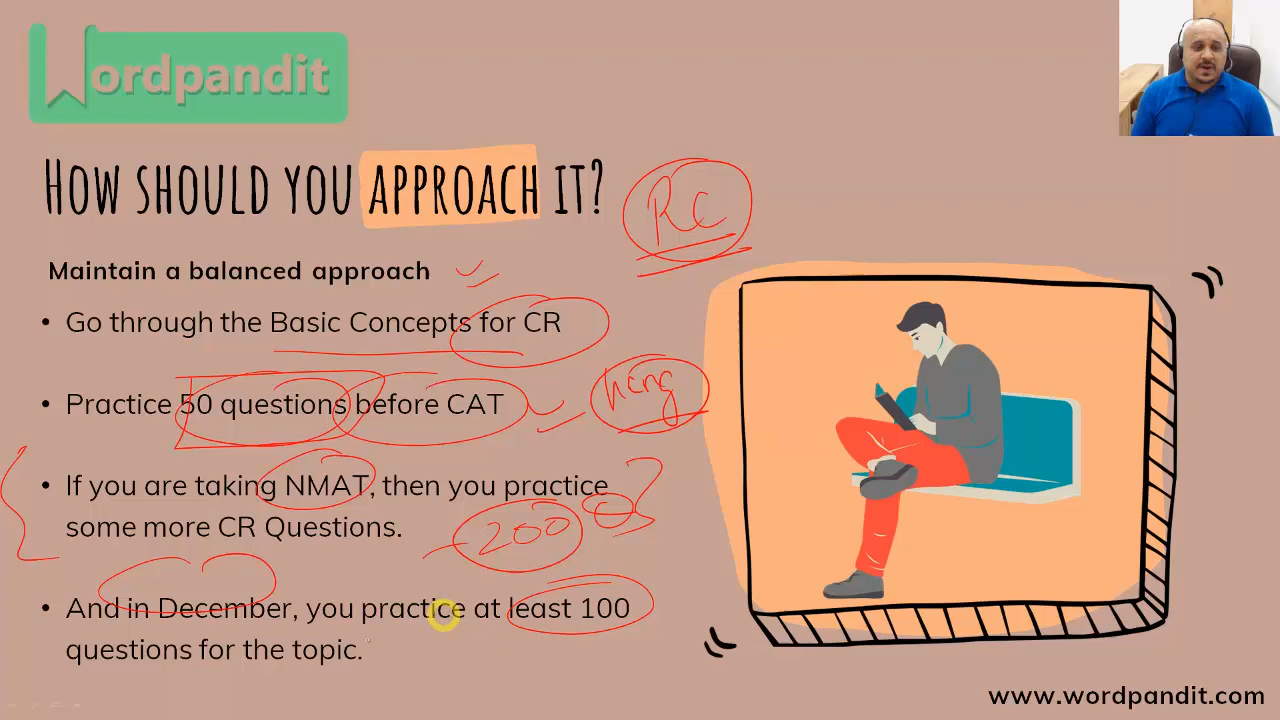 Wordpandit
HOW SHOULD YOU APPROACH IT?
RC
Maintain a balanced approach
• Go through the Basic Concepts for CR
• Practice 50 questions before CAT
• If you are taking NMAT, then you practice
some more CR Questions.
200 Qs
• And in December, you practice at least 100
questions for the topic.
www.wordpandit.com